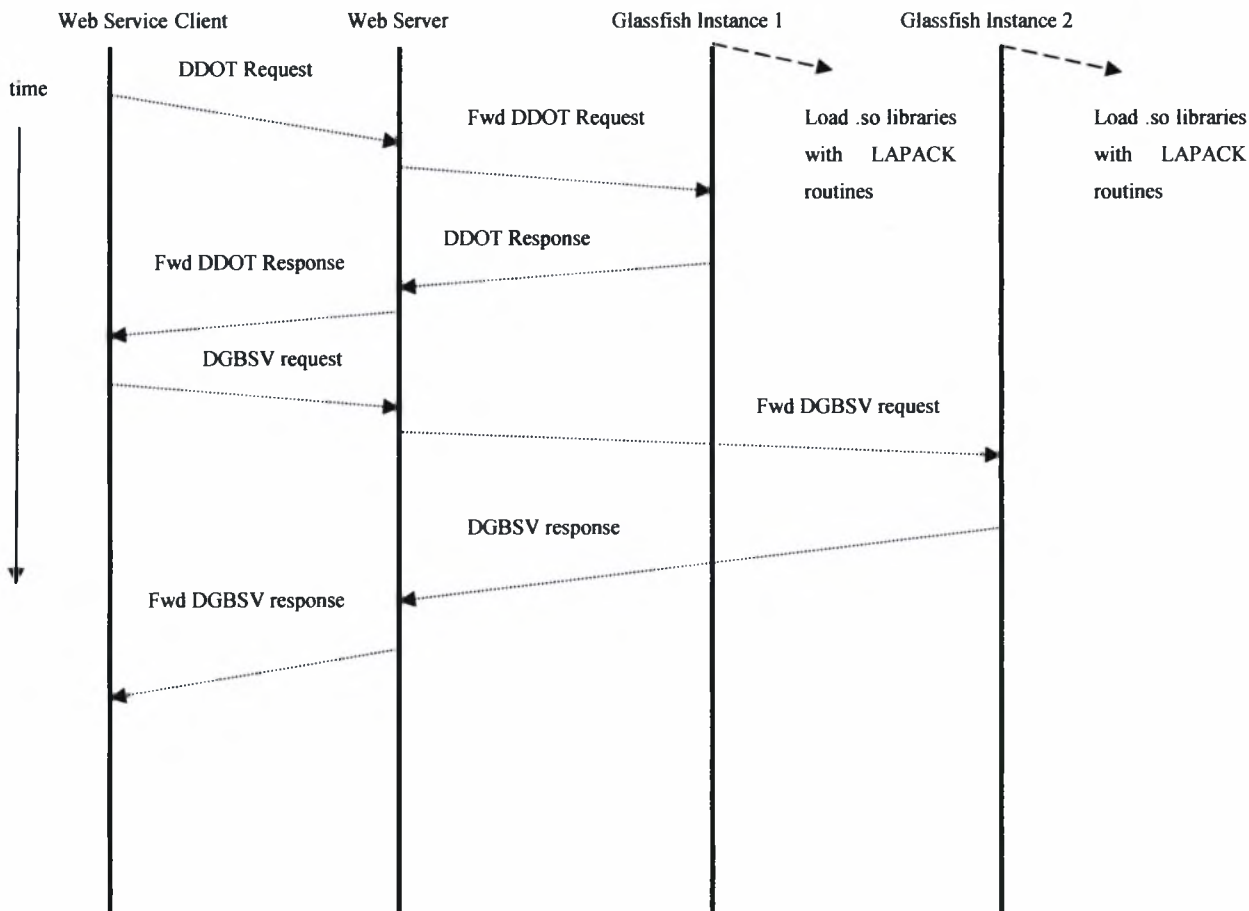 Web Service Client
Web Server
Glassfish Instance 1
Glassfish Instance 2
time
DDOT Request
Fwd DDOT Request
Load .so libraries
with LAPACK
routines
Load .so libraries
with LAPACK
routines
DDOT Response
Fwd DDOT Response
DGBSV request
Fwd DGBSV request
DGBSV response
Fwd DGBSV response